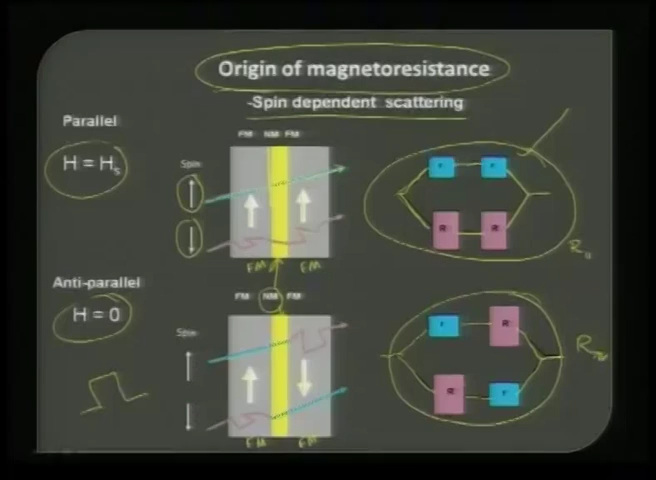 Origin of magnetoresistance
-Spin dependent scattering
Parallel
FM NM FM
H = Hs
Spin
r r
R R
FM FM
Anti-parallel
FM NM FM
H = 0
Spin
r R
R r
FM FM